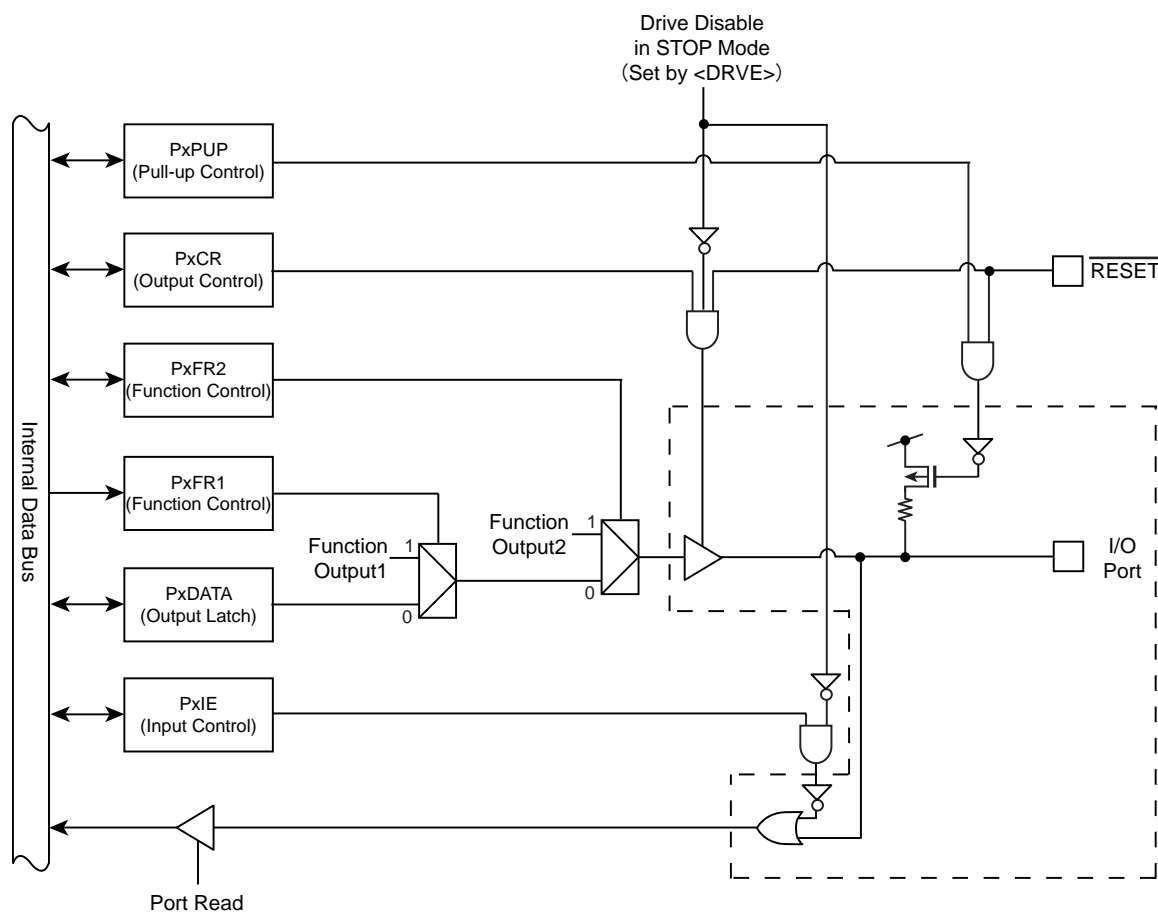 Drive Disable
in STOP Mode
(Set by <DRVE>)
PxPUP
(Pull-up Control)
PxCR
(Output Control)
RESET
PxFR2
(Function Control)
Internal Data Bus
PxFR1
(Function Control)
Function
Output1
1
0
Function
Output2
1
0
I/O
Port
PxDATA
(Output Latch)
PxIE
(Input Control)
Port Read